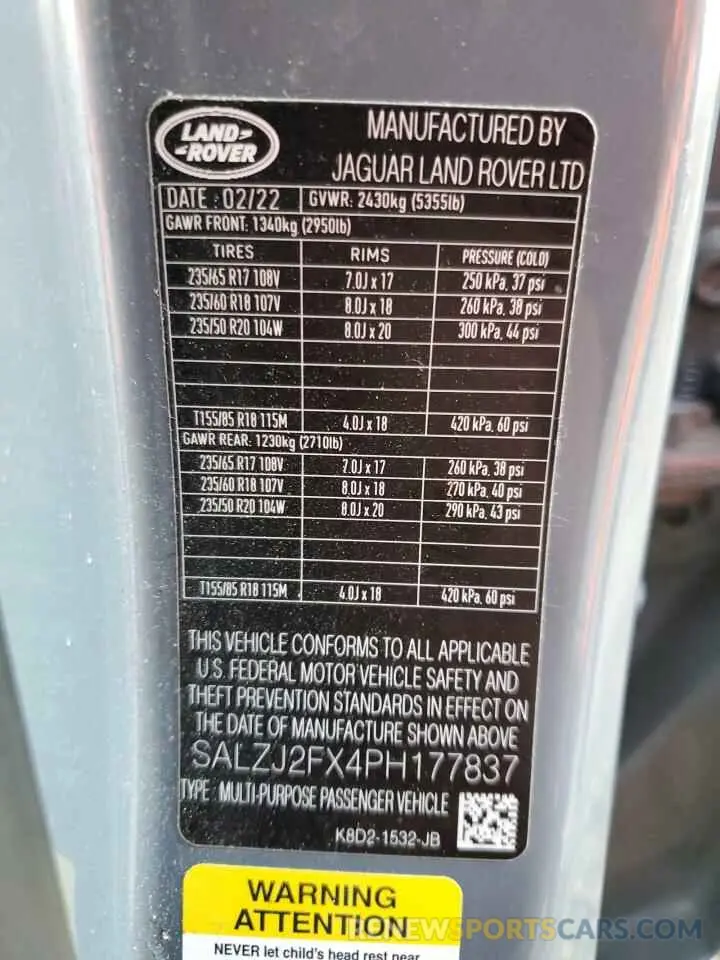 LAND-
-ROVER
MANUFACTURED BY
JAGUAR LAND ROVER LTD
DATE : 02/22 GVWR: 2430kg (5355lb)
GAWR FRONT: 1340kg (2950lb)
TIRES RIMS PRESSURE (COLD)
235/65 R17 108V 7.0J x 17 250 kPa, 37 psi
235/60 R18 107V 8.0J x 18 260 kPa, 38 psi
235/50 R20 104W 8.0J x 20 300 kPa, 44 psi
T155/85 R18 115M 4.0J x 18 420 kPa, 60 psi
GAWR REAR: 1230kg (2710lb)
235/65 R17 108V 7.0J x 17 260 kPa, 38 psi
235/60 R18 107V 8.0J x 18 270 kPa, 40 psi
235/50 R20 104W 8.0J x 20 290 kPa, 43 psi
T155/85 R18 115M 4.0J x 18 420 kPa, 60 psi
THIS VEHICLE CONFORMS TO ALL APPLICABLE
U.S. FEDERAL MOTOR VEHICLE SAFETY AND
THEFT PREVENTION STANDARDS IN EFFECT ON
THE DATE OF MANUFACTURE SHOWN ABOVE
SALZJ2FX4PH177837
TYPE : MULTI-PURPOSE PASSENGER VEHICLE
K8D2-1532-JB
WARNING
ATTENTION
RENEWSPORTSCARS.COM
NEVER let child's head rest near